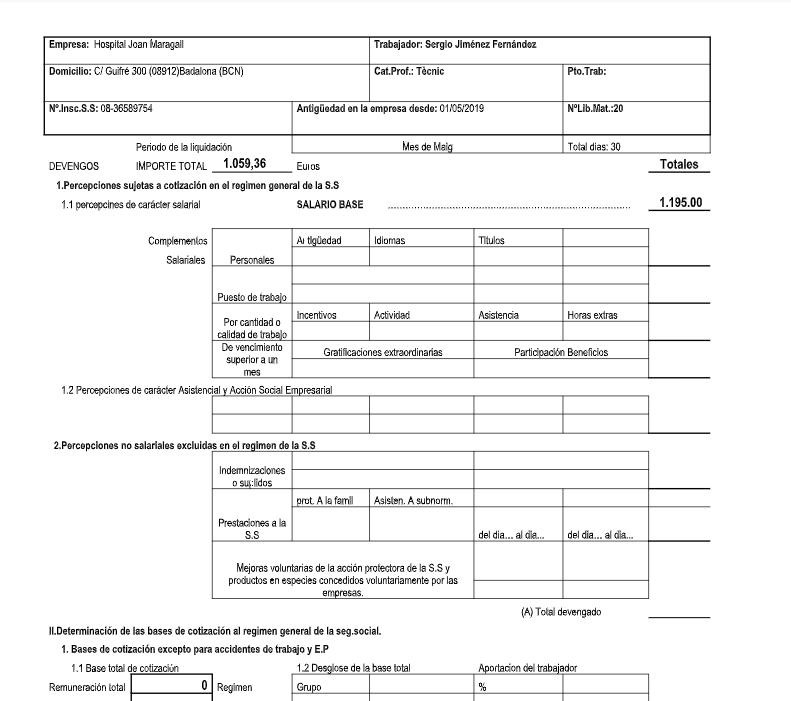 Empresa: Hospital Joan Maragall
Trabajador: Sergio Jiménez Fernández
Domicilio: C/ Guifré 300 (08912)Badalona (BCN)
Cat.Prof.: Tècnic
Pto.Trab:
Nº.Insc.S.S: 08-36589754
Antigüedad en la empresa desde: 01/05/2019
NºLib.Mat.:20
Periodo de la liquidación
Mes de Maig
Total dias: 30
DEVENGOS IMPORTE TOTAL 1.059,36 Euros
Totales
1.Percepciones sujetas a cotización en el regimen general de la S.S
1.1 percepcines de carácter salarial SALARIO BASE ........ 1.195.00
Complementos
Salariales
Personales
Antigüedad Idiomas Títulos
Puesto de trabajo
Por cantidad o
calidad de trabajo
Incentivos Actividad Asistencia Horas extras
De vencimiento
superior a un
mes
Gratificaciones extraordinarias Participación Beneficios
1.2 Percepciones de carácter Asistencial y Acción Social Empresarial
2.Percepciones no salariales excluidas en el regimen de la S.S
Indemnizaciones
o suplidos
Prestaciones a la
S.S
prot. A la famil Asisten. A subnorm.
del dia... al dia... del dia... al dia...
Mejoras voluntarias de la acción protectora de la S.S y
productos en especies concedidos voluntariamente por las
empresas.
(A) Total devengado
II.Determinación de las bases de cotización al regimen general de la seg.social.
1. Bases de cotización excepto para accidentes de trabajo y E.P
1.1 Base total de cotización 1.2 Desglose de la base total Aportacion del trabajador
Remuneración total 0 Regimen Grupo %